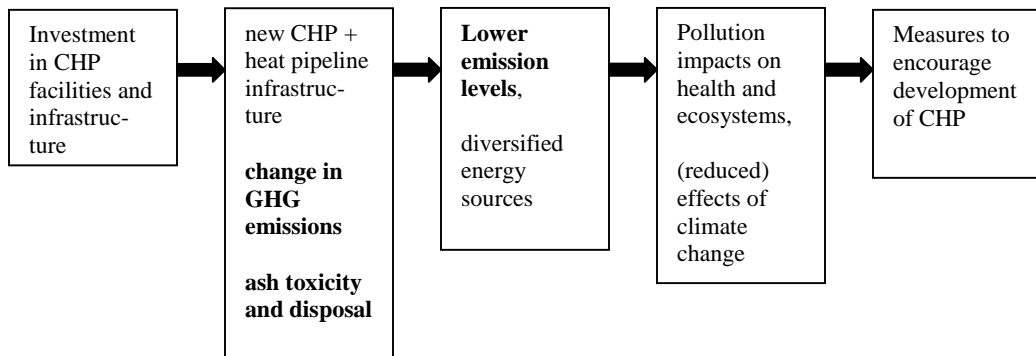 Investment
in CHP
facilities and
infrastruc-
ture
new CHP +
heat pipeline
infrastruc-
ture
change in
GHG
emissions
ash toxicity
and disposal
Lower
emission
levels,
diversified
energy
sources
Pollution
impacts on
health and
ecosystems,
(reduced)
effects of
climate
change
Measures to
encourage
development
of CHP